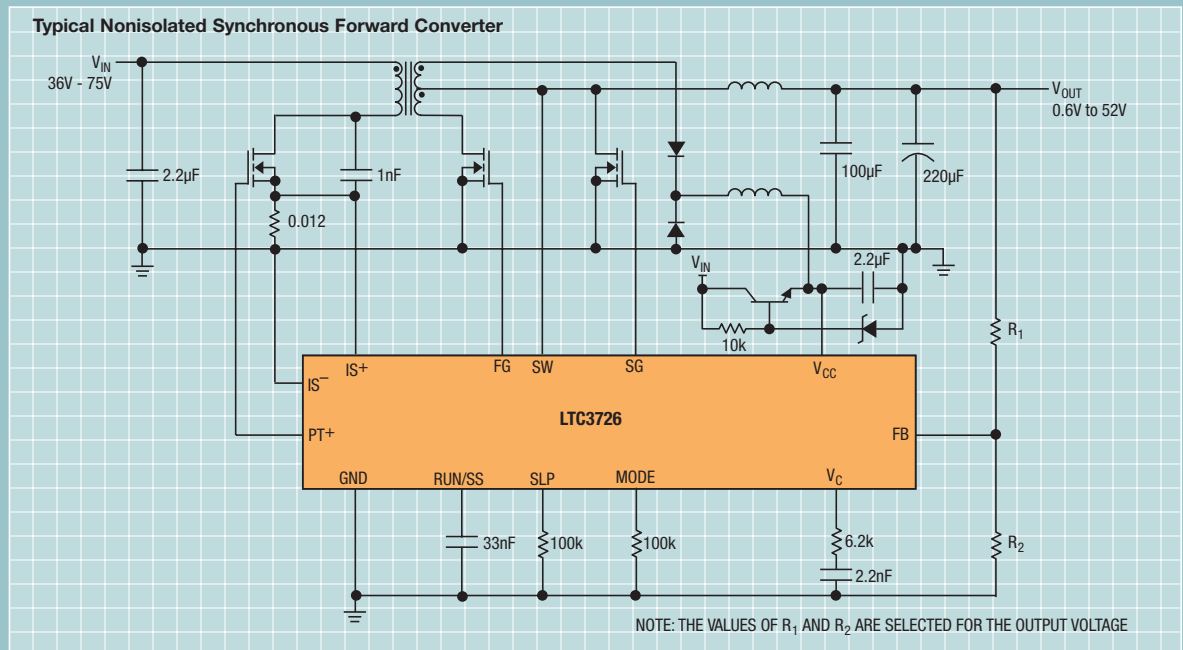 Typical Nonisolated Synchronous Forward Converter
VIN
36V - 75V
VOUT
0.6V to 52V
2.2µF
1nF
100µF
220µF
0.012
VIN
2.2µF
10k
R1
IS–
IS+
FG
SW
SG
VCC
LTC3726
PT+
FB
GND
RUN/SS
SLP
MODE
VC
33nF
100k
100k
6.2k
2.2nF
R2
NOTE: THE VALUES OF R1 AND R2 ARE SELECTED FOR THE OUTPUT VOLTAGE